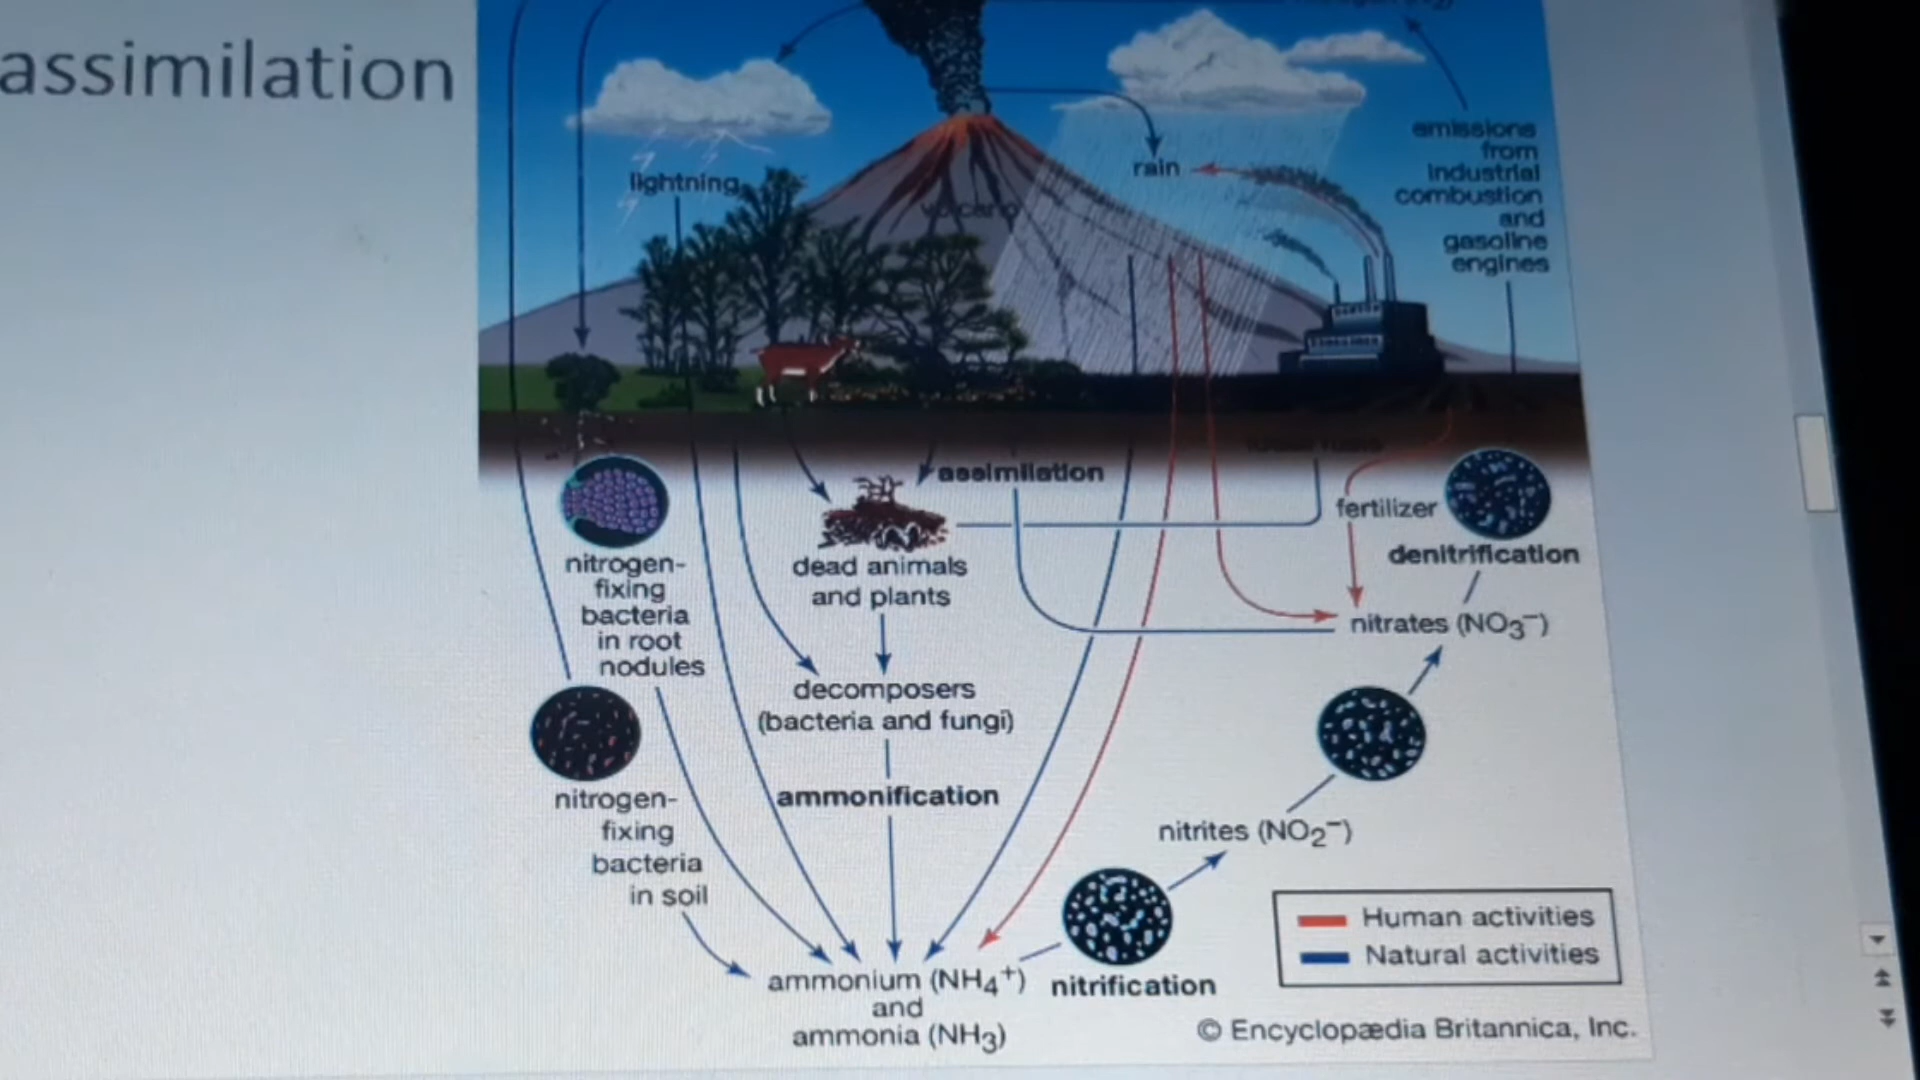 assimilation
lightning
volcano
rain
emissions
from
industrial
combustion
and
gasoline
engines
assimilation
fertilizer
denitrification
nitrogen-
fixing
bacteria
in root
nodules
dead animals
and plants
nitrates (NO3−)
decomposers
(bacteria and fungi)
ammonification
nitrogen-
fixing
bacteria
in soil
nitrites (NO2−)
ammonium (NH4+)
and
ammonia (NH3)
nitrification
Human activities
Natural activities
© Encyclopædia Britannica, Inc.